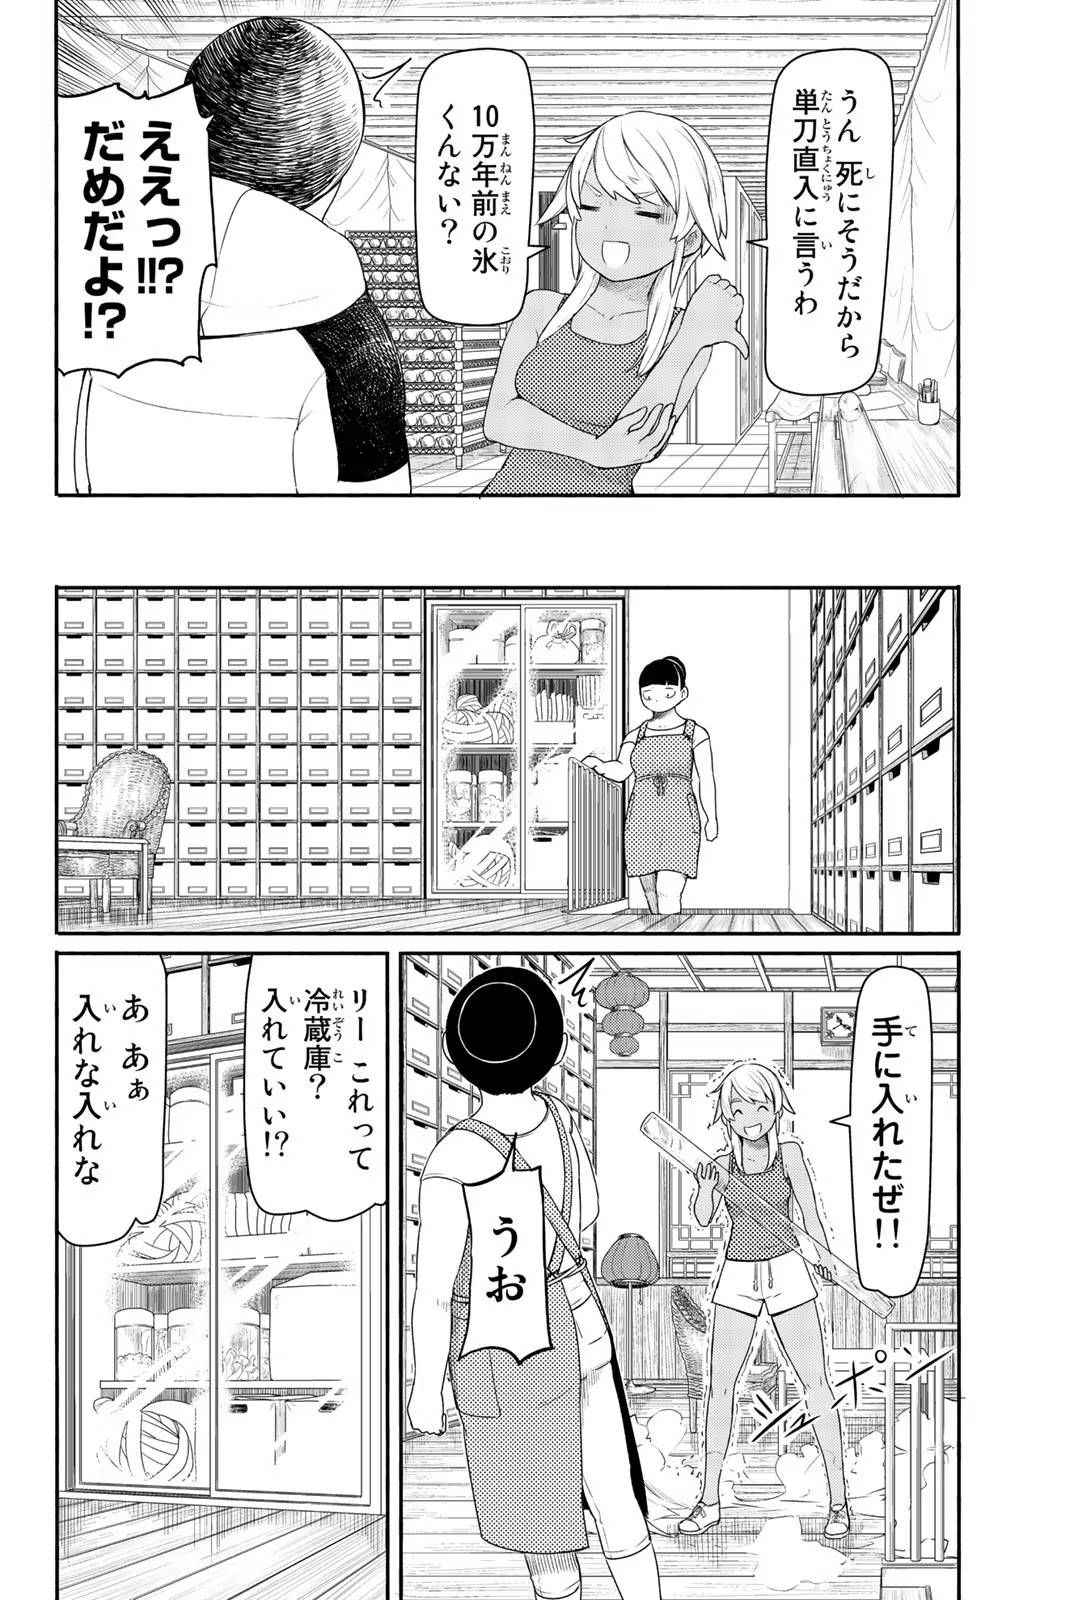 うん 死にそうだから
単刀直入に言うわ
10万年前の氷
くんない？
ええっ!!?
だめだよ!?
手に入れたぜ!!
うお
リー これって
冷蔵庫？
入れていい!?
あ あぁ
入れな入れな